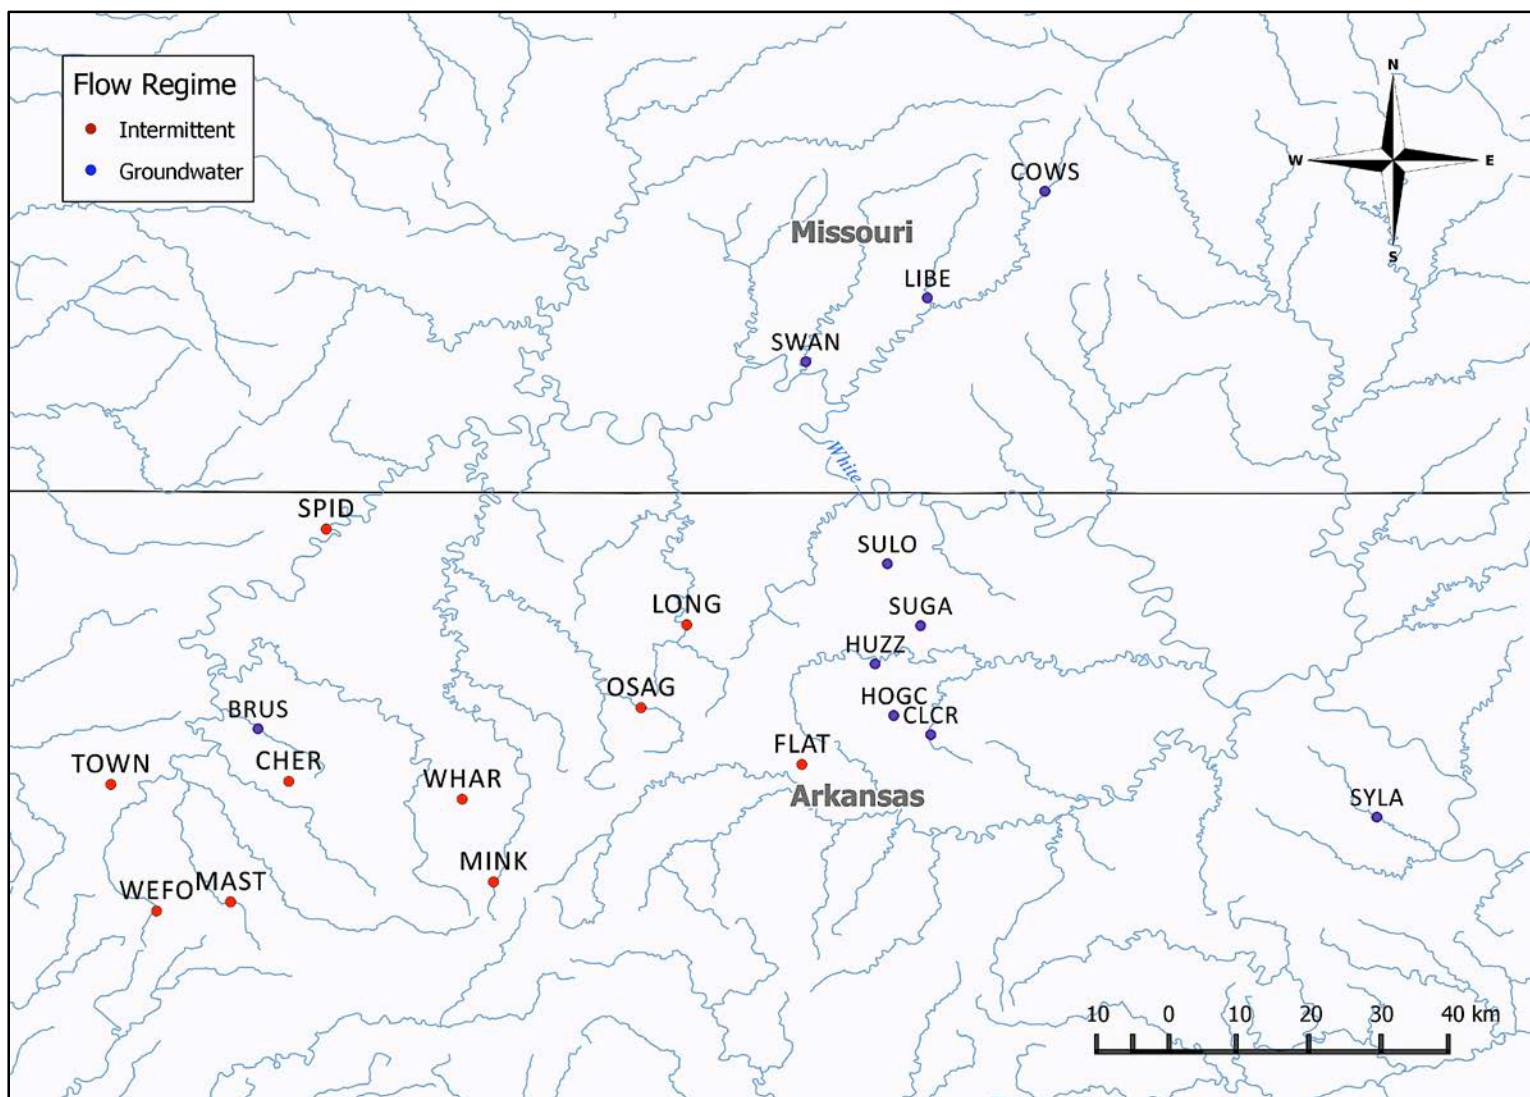 Flow Regime
Intermittent
Groundwater
N
W
E
S
COWS
Missouri
LIBE
SWAN
White
SPID
SULO
LONG
SUGA
HUZZ
OSAG
HOGC
BRUS
CLCR
FLAT
TOWN
CHER
WHAR
Arkansas
SYLA
MINK
WEFO
MAST
10 0 10 20 30 40 km